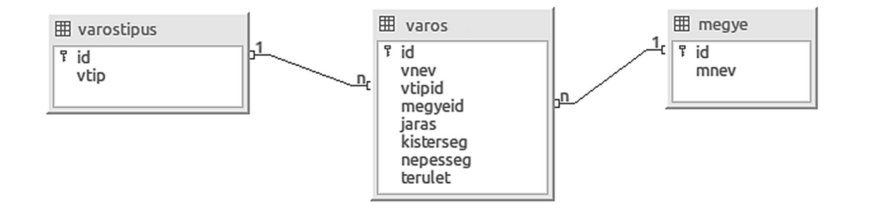 varostipus
id
vtip
1
n
varos
id
vnev
vtipid
megyeid
jaras
kisterseg
nepesseg
terulet
n
1
megye
id
mnev